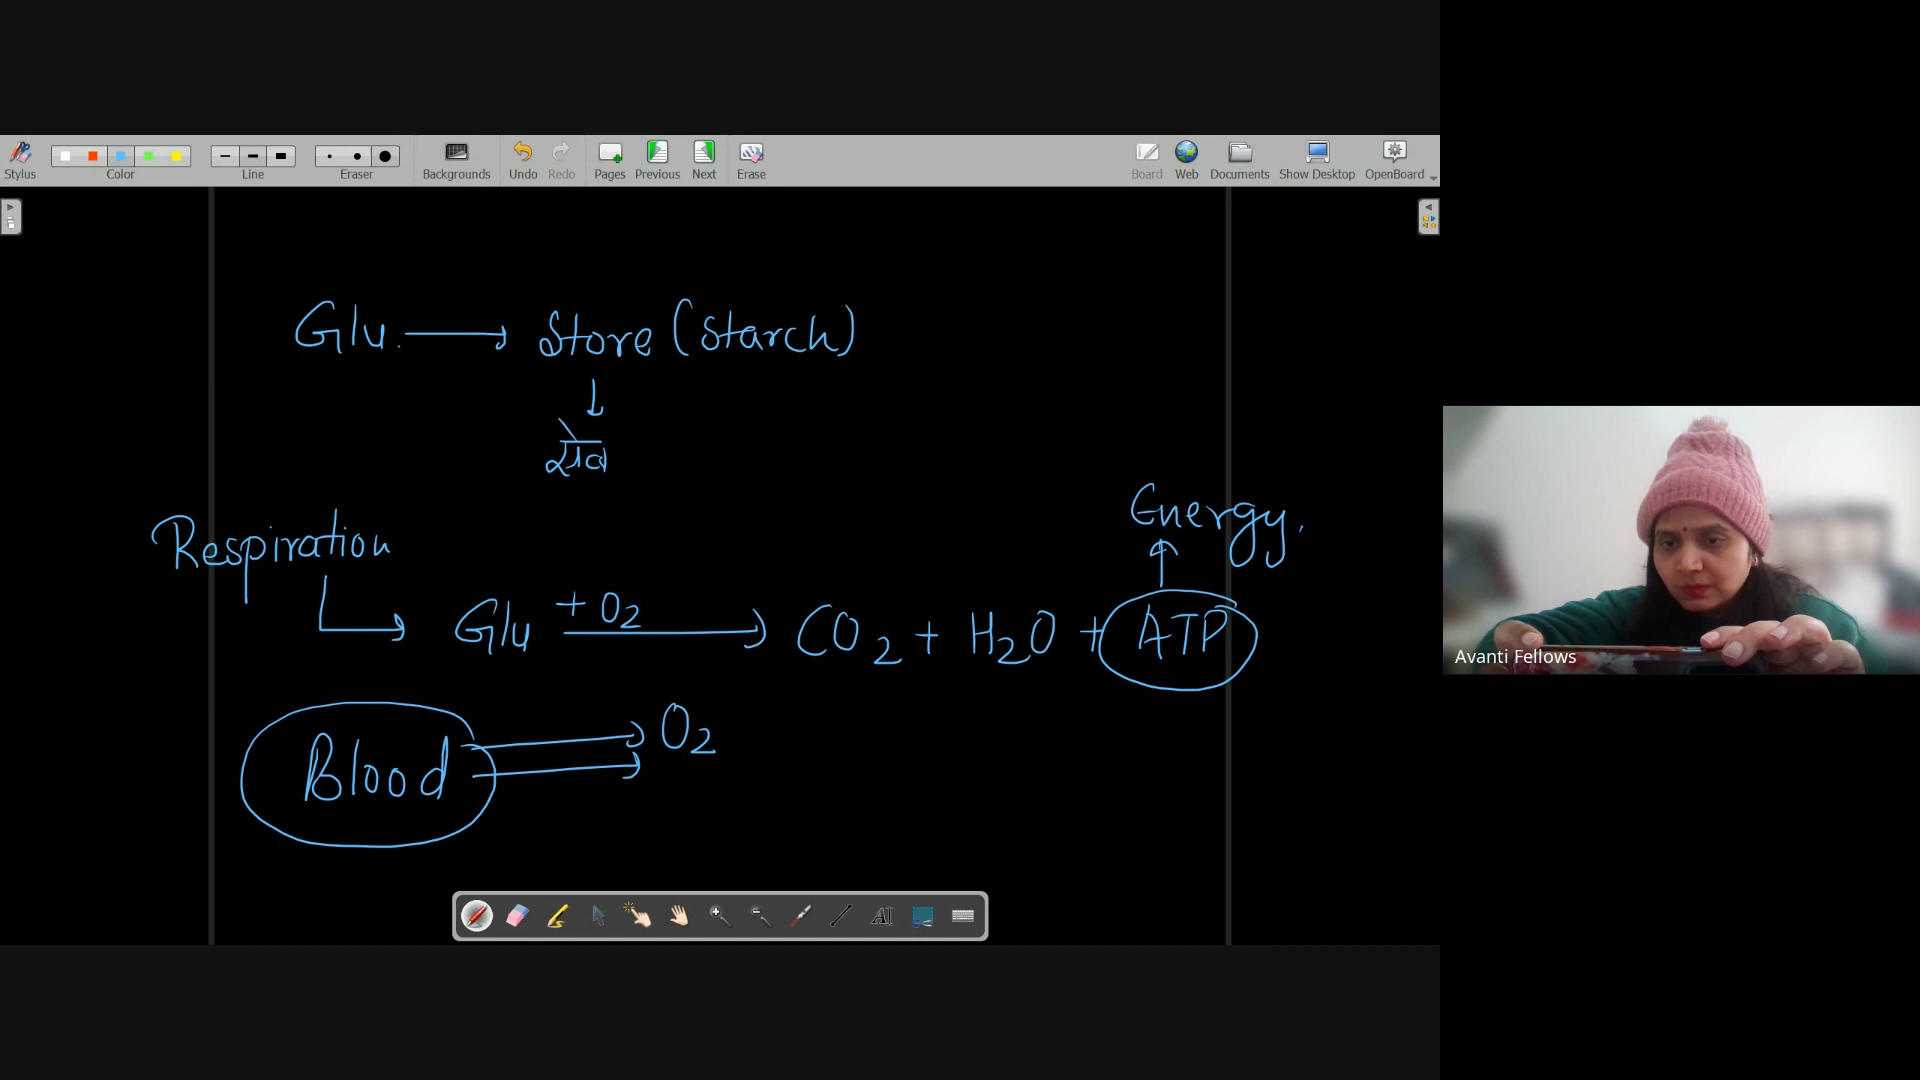 Stylus Color Line Eraser Backgrounds Undo Redo Pages Previous Next Erase Board Web Documents Show Desktop OpenBoard
Glu. → Store (Starch)
↓
Energy.
↑
Respiration
Glu + O2 → CO2 + H2O + ATP
Blood → O2
Avanti Fellows